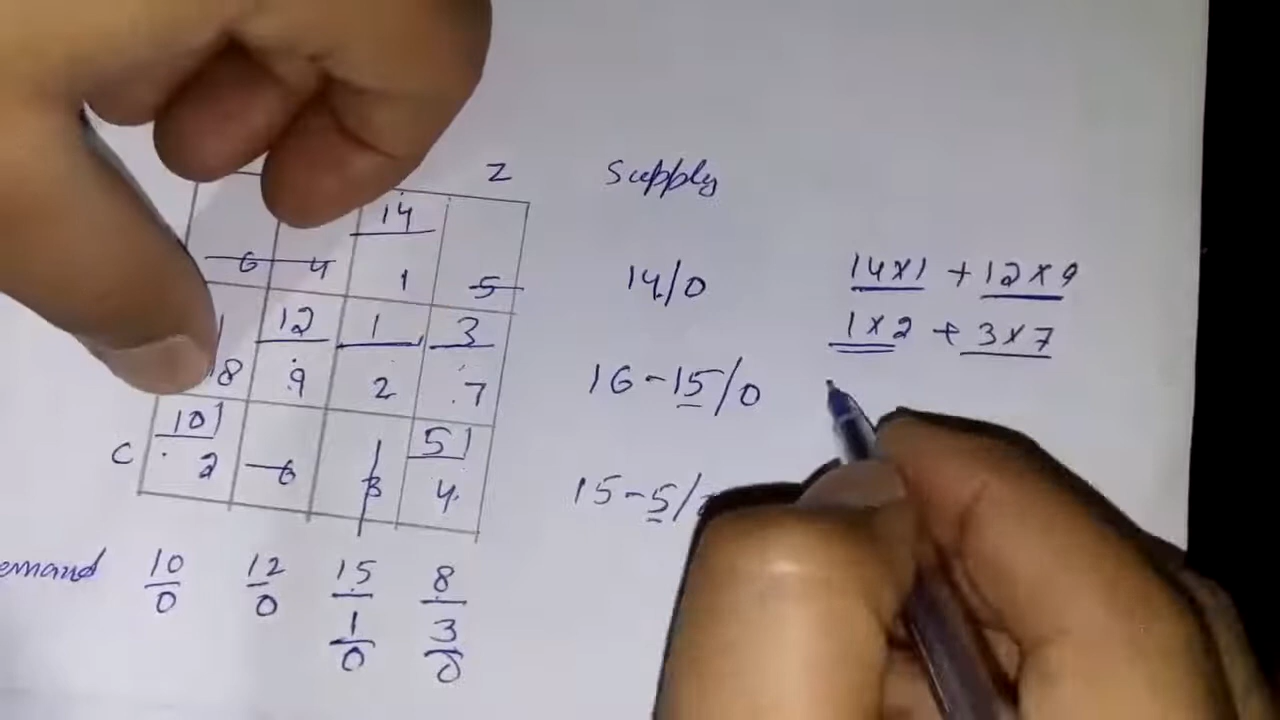 Z Supply
14
6 4 1 5 14/0 14x1 + 12x9
12 1 3 1x2 + 3x7
8 9 2 7 16-15/0
10 5
C 2 6 3 4 15-5/
10 12 15 8
0 0 1 3
0 0